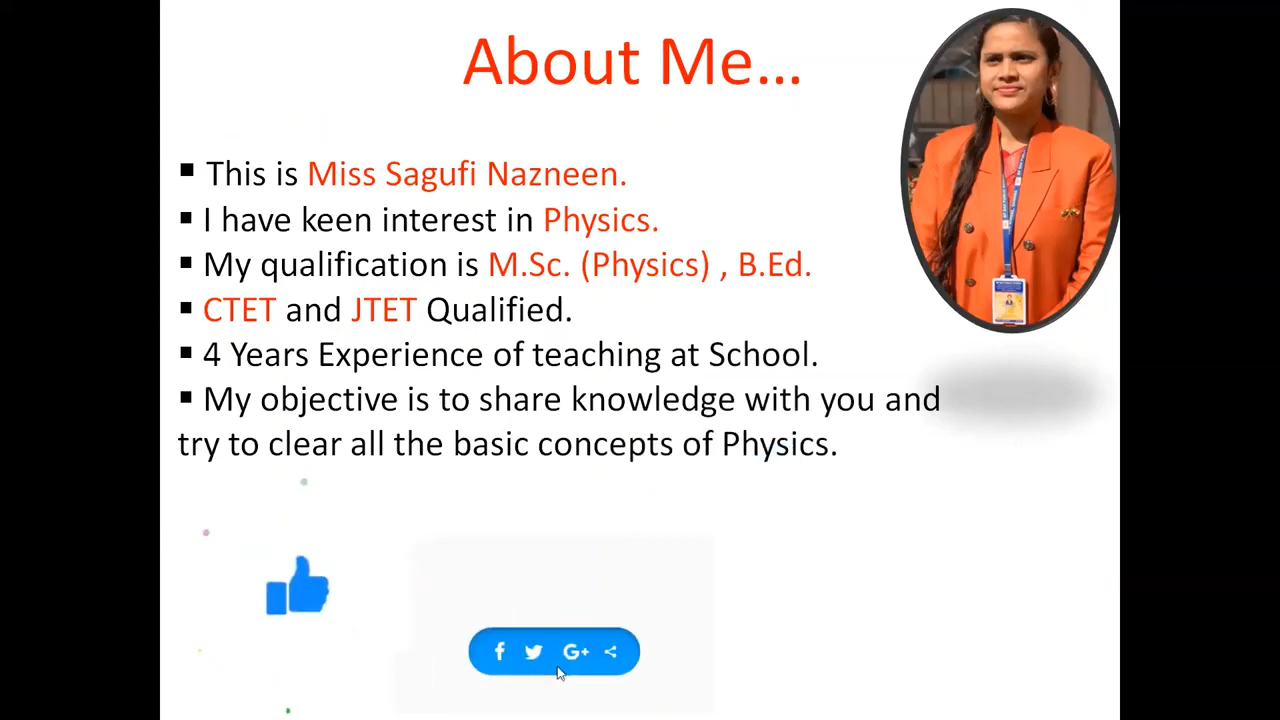 About Me...
▪ This is Miss Sagufi Nazneen.
▪ I have keen interest in Physics.
▪ My qualification is M.Sc. (Physics) , B.Ed.
▪ CTET and JTET Qualified.
▪ 4 Years Experience of teaching at School.
▪ My objective is to share knowledge with you and
try to clear all the basic concepts of Physics.